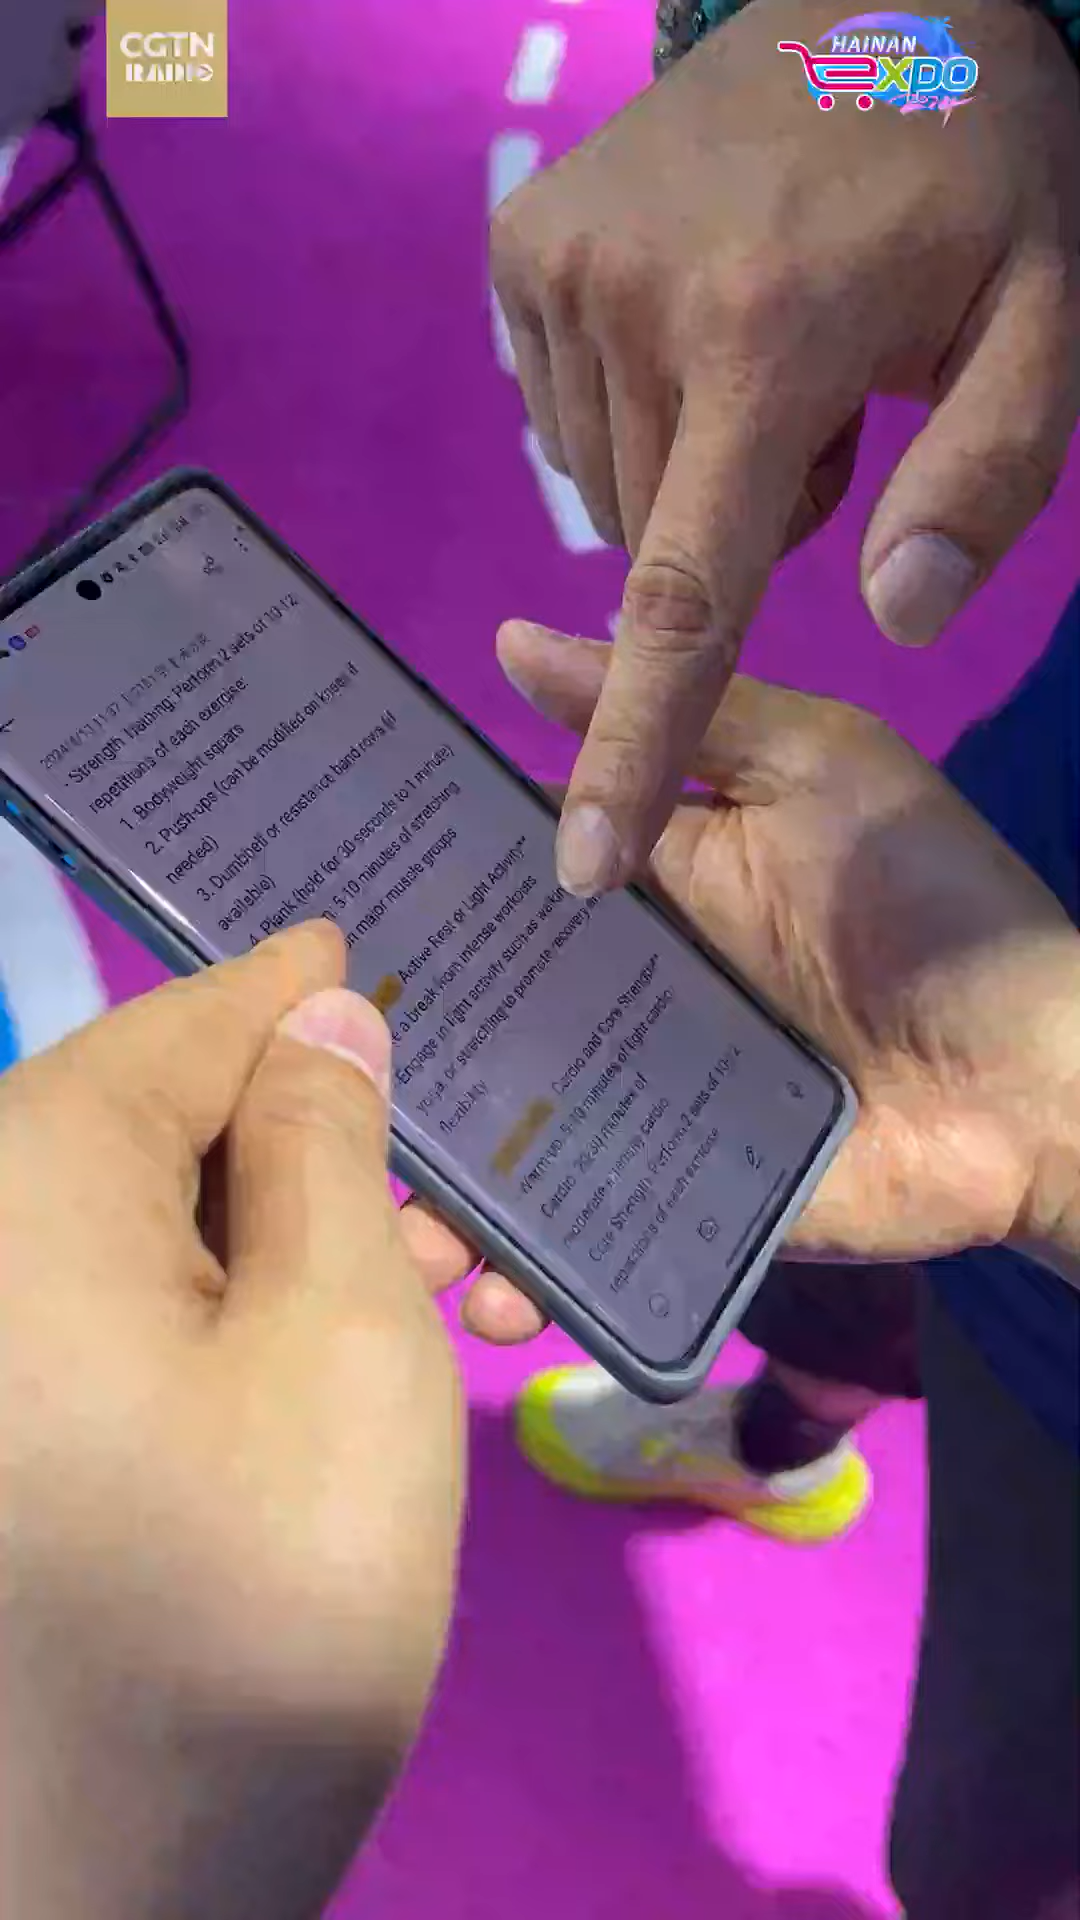 CGTN
RADIO
HAINAN
EXPO
- Strength Training: Perform 2 sets of 10-12
repetitions of each exercise:
1. Bodyweight squats
2. Push-ups (can be modified on knees if
needed)
3. Dumbbell or resistance band rows (if
available)
4. Plank (hold for 30 seconds to 1 minute)
5-10 minutes of stretching
on major muscle groups
Active Rest or Light Activity**
a break from intense workouts
-Engage in light activity such as
yoga, or stretching to promote recovery
flexibility
Cardio and Core Strength**
Warm-up: 5-10 minutes of light cardio
Cardio: 20-30 minutes of
moderate intensity cardio
Core Strength: Perform 2 sets of 10-12
repetitions of each exercise